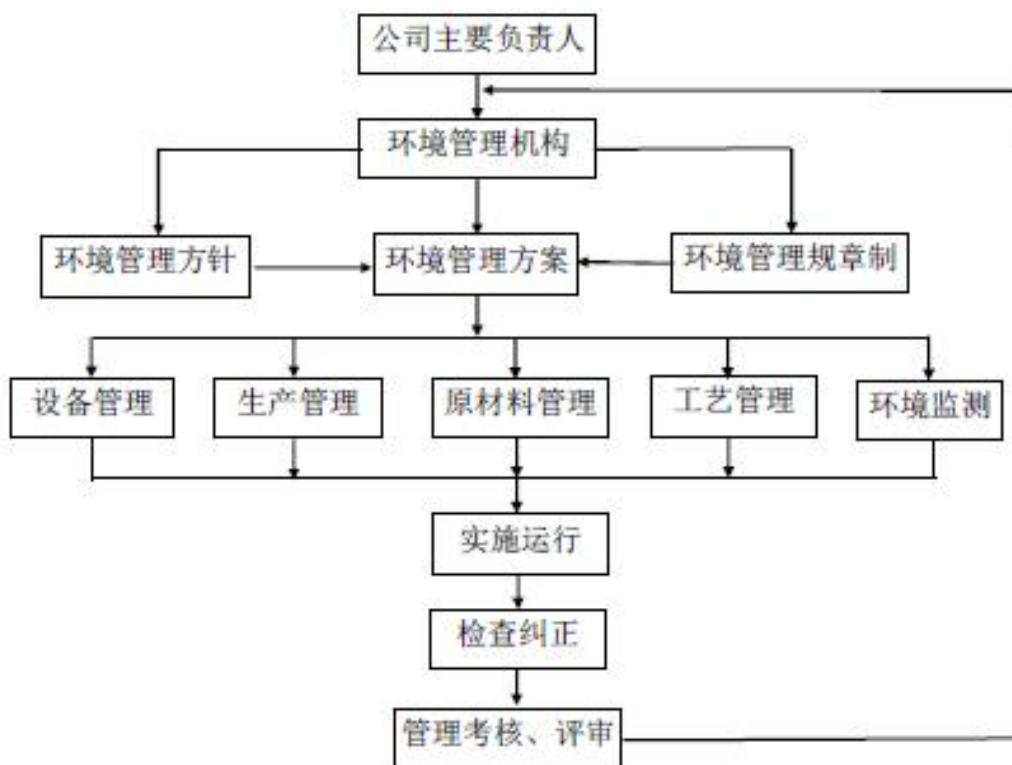 公司主要负责人
环境管理机构
环境管理方针
环境管理方案
环境管理规章制
设备管理
生产管理
原材料管理
工艺管理
环境监测
实施运行
检查纠正
管理考核、评审